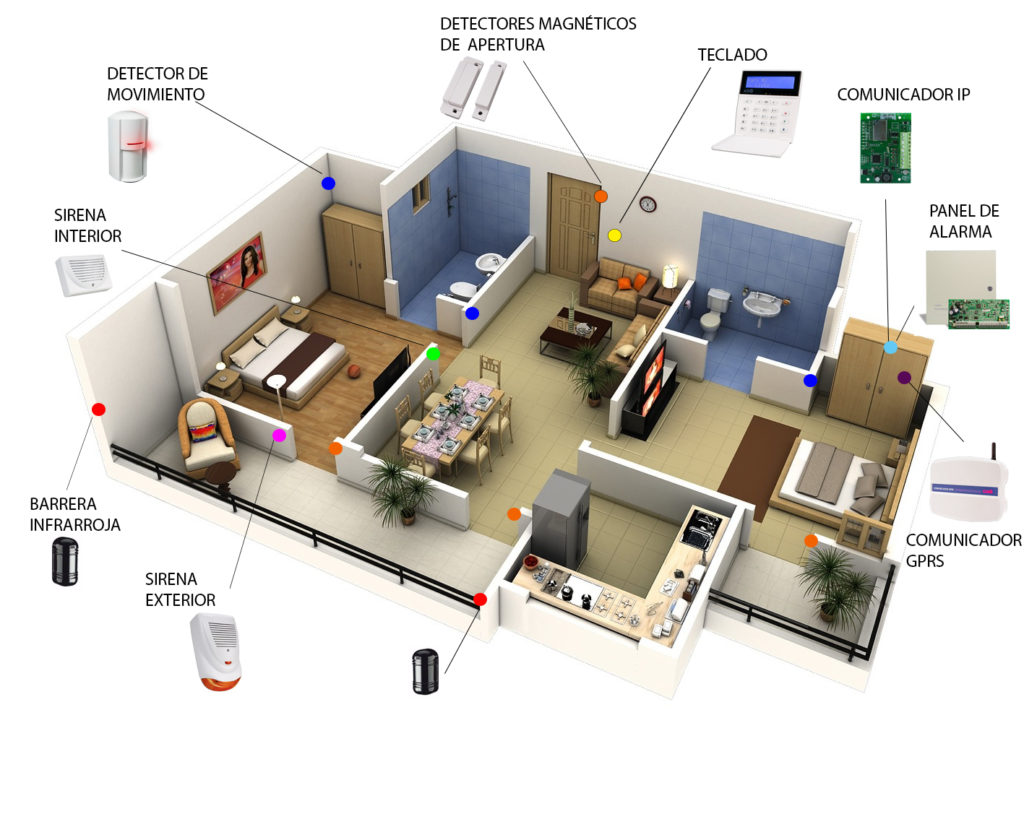 DETECTORES MAGNÉTICOS
DE APERTURA
TECLADO
DETECTOR DE
MOVIMIENTO
COMUNICADOR IP
SIRENA
INTERIOR
PANEL DE
ALARMA
BARRERA
INFRARROJA
COMUNICADOR
GPRS
SIRENA
EXTERIOR